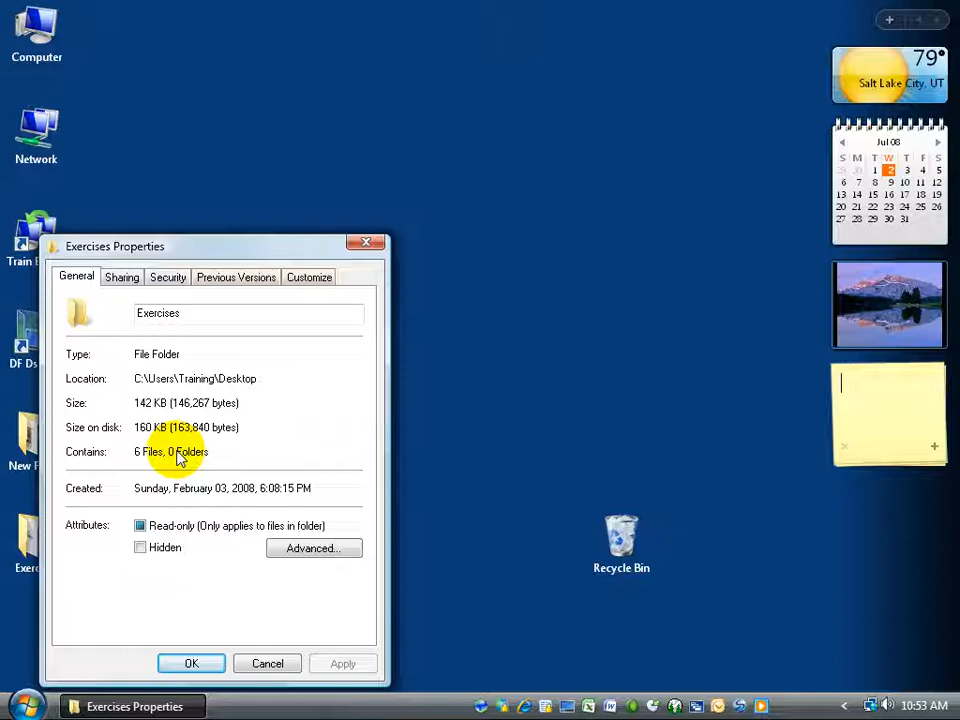 Computer
Network
Train
DF Ds
New F
Exerc
Exercises Properties
General Sharing Security Previous Versions Customize
Exercises
Type: File Folder
Location: C:\Users\Training\Desktop
Size: 142 KB (146,267 bytes)
Size on disk: 160 KB (163,840 bytes)
Contains: 6 Files, 0 Folders
Created: Sunday, February 03, 2008, 6:08:15 PM
Attributes: Read-only (Only applies to files in folder)
Hidden Advanced...
OK Cancel Apply
79°
Salt Lake City, UT
Jul 08
S M T W T F S
29 30 1 2 3 4 5
6 7 8 9 10 11 12
13 14 15 16 17 18 19
20 21 22 23 24 25 26
27 28 29 30 31
Recycle Bin
Exercises Properties
10:53 AM